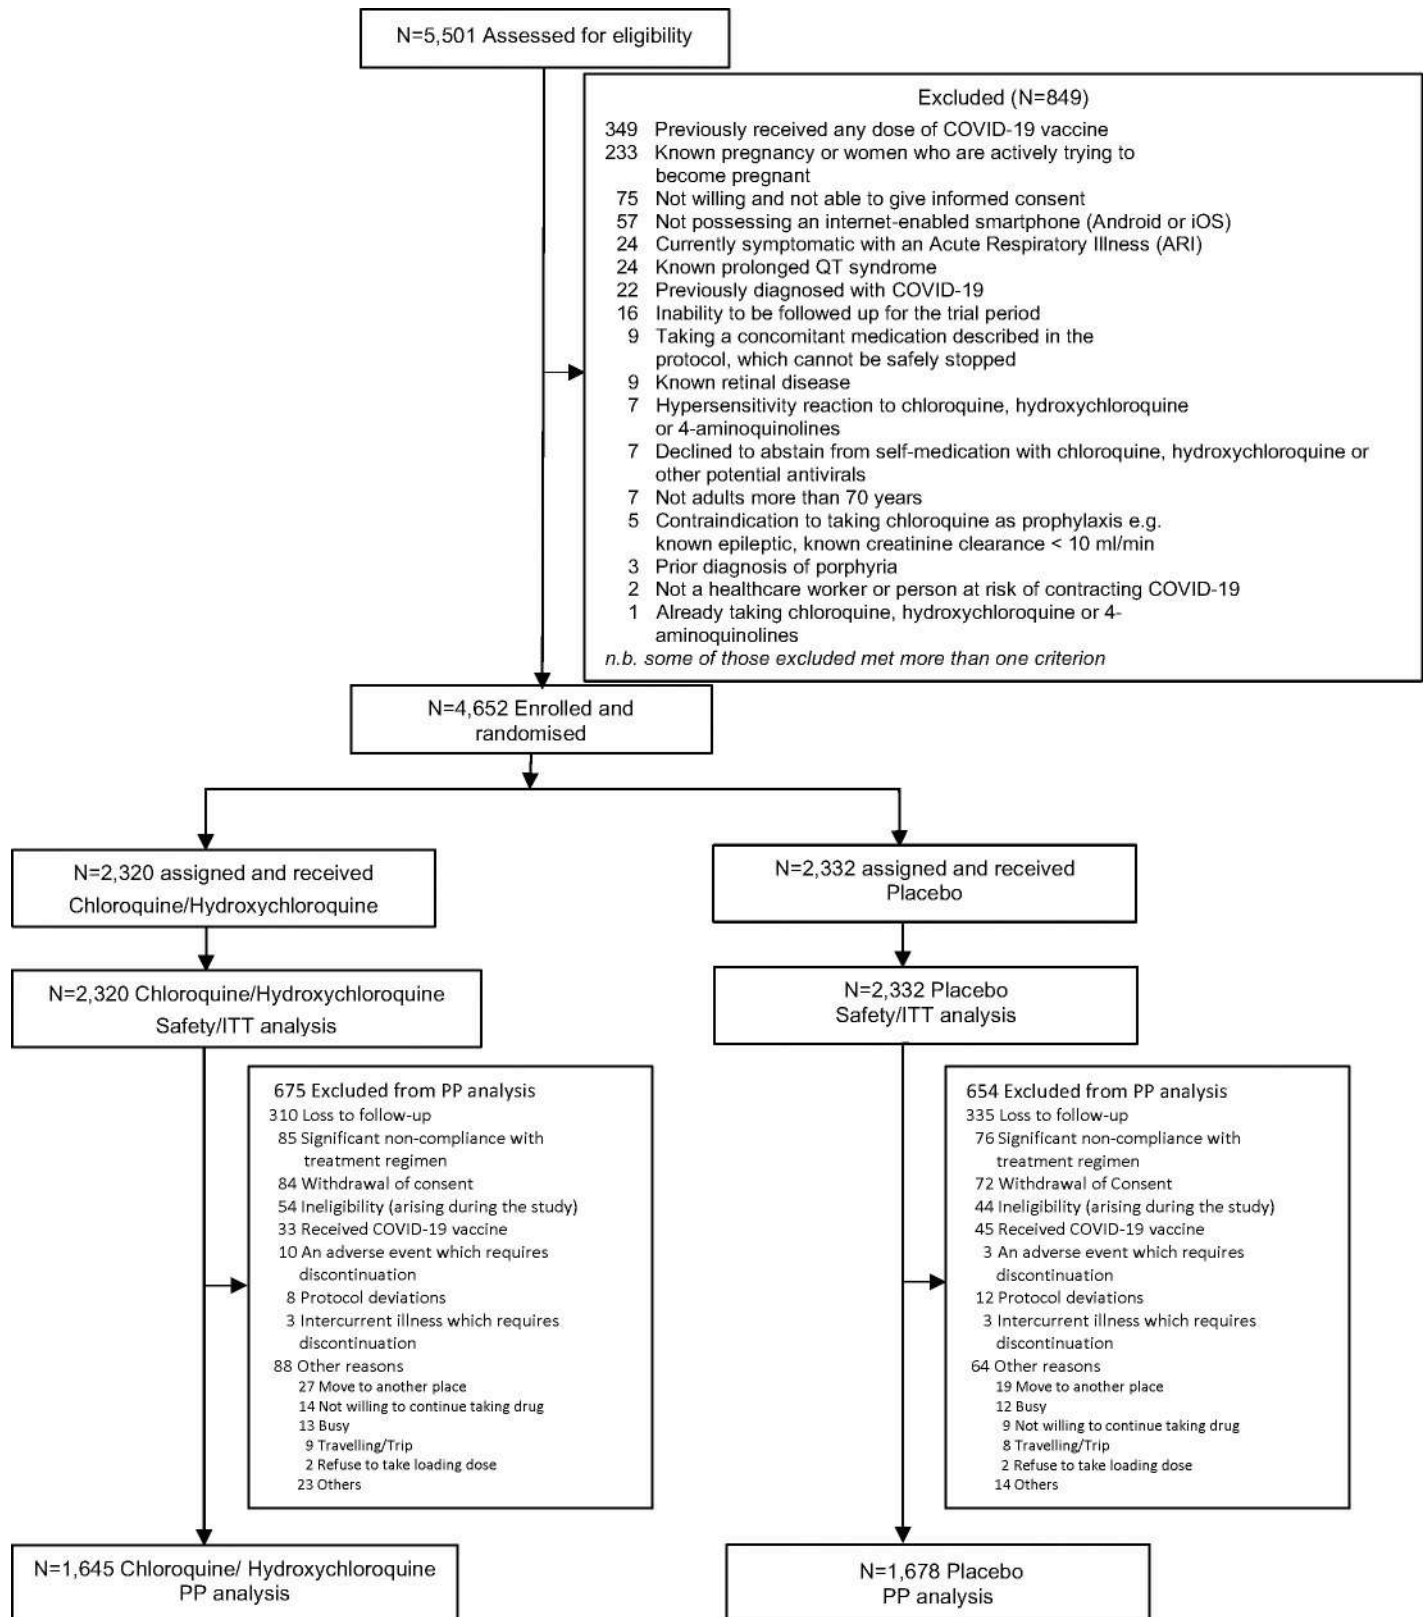 N=5,501 Assessed for eligibility
Excluded (N=849)
349 Previously received any dose of COVID-19 vaccine
233 Known pregnancy or women who are actively trying to
become pregnant
75 Not willing and not able to give informed consent
57 Not possessing an internet-enabled smartphone (Android or iOS)
24 Currently symptomatic with an Acute Respiratory Illness (ARI)
24 Known prolonged QT syndrome
22 Previously diagnosed with COVID-19
16 Inability to be followed up for the trial period
9 Taking a concomitant medication described in the
protocol, which cannot be safely stopped
9 Known retinal disease
7 Hypersensitivity reaction to chloroquine, hydroxychloroquine
or 4-aminoquinolines
7 Declined to abstain from self-medication with chloroquine, hydroxychloroquine or
other potential antivirals
7 Not adults more than 70 years
5 Contraindication to taking chloroquine as prophylaxis e.g.
known epileptic, known creatinine clearance < 10 ml/min
3 Prior diagnosis of porphyria
2 Not a healthcare worker or person at risk of contracting COVID-19
1 Already taking chloroquine, hydroxychloroquine or 4-
aminoquinolines
n.b. some of those excluded met more than one criterion
N=4,652 Enrolled and
randomised
N=2,320 assigned and received
Chloroquine/Hydroxychloroquine
N=2,320 Chloroquine/Hydroxychloroquine
Safety/ITT analysis
675 Excluded from PP analysis
310 Loss to follow-up
85 Significant non-compliance with
treatment regimen
84 Withdrawal of consent
54 Ineligibility (arising during the study)
33 Received COVID-19 vaccine
10 An adverse event which requires
discontinuation
8 Protocol deviations
3 Intercurrent illness which requires
discontinuation
88 Other reasons
27 Move to another place
14 Not willing to continue taking drug
13 Busy
9 Travelling/Trip
2 Refuse to take loading dose
23 Others
N=1,645 Chloroquine/ Hydroxychloroquine
PP analysis
N=2,332 assigned and received
Placebo
N=2,332 Placebo
Safety/ITT analysis
654 Excluded from PP analysis
335 Loss to follow-up
76 Significant non-compliance with
treatment regimen
72 Withdrawal of Consent
44 Ineligibility (arising during the study)
45 Received COVID-19 vaccine
3 An adverse event which requires
discontinuation
12 Protocol deviations
3 Intercurrent illness which requires
discontinuation
64 Other reasons
19 Move to another place
12 Busy
9 Not willing to continue taking drug
8 Travelling/Trip
2 Refuse to take loading dose
14 Others
N=1,678 Placebo
PP analysis